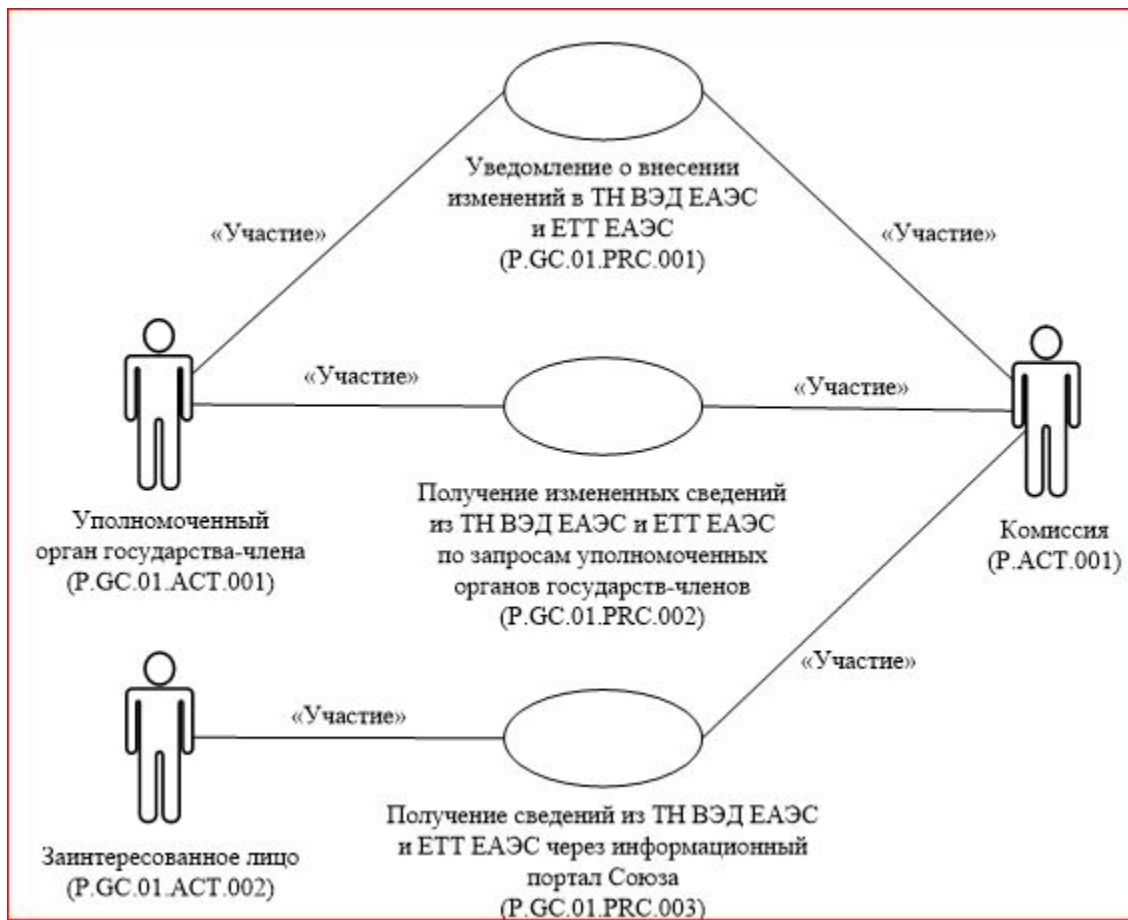 Уведомление о внесении
изменений в ТН ВЭД ЕАЭС
и ЕТТ ЕАЭС
(P.GC.01.PRC.001)
«Участие»
«Участие»
«Участие»
«Участие»
Уполномоченный
орган государства-члена
(P.GC.01.ACT.001)
Получение измененных сведений
из ТН ВЭД ЕАЭС и ЕТТ ЕАЭС
по запросам уполномоченных
органов государств-членов
(P.GC.01.PRC.002)
Комиссия
(P.ACT.001)
«Участие»
«Участие»
Заинтересованное лицо
(P.GC.01.ACT.002)
Получение сведений из ТН ВЭД ЕАЭС
и ЕТТ ЕАЭС через информационный
портал Союза
(P.GC.01.PRC.003)